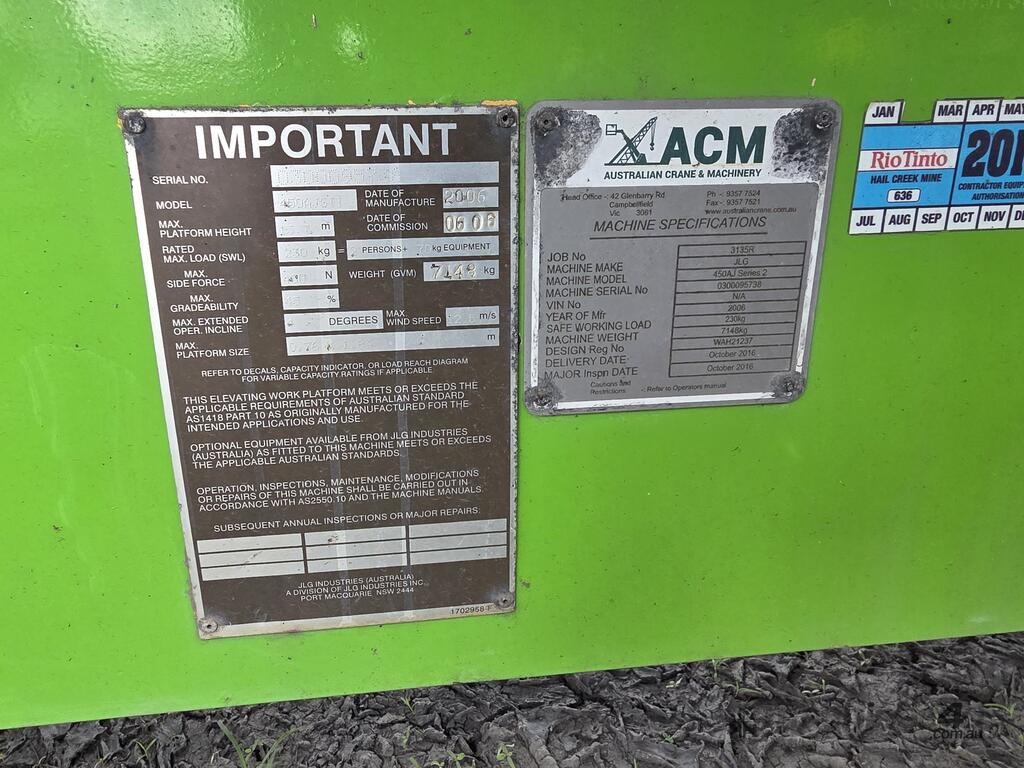 IMPORTANT
SERIAL NO.
MODEL
DATE OF MANUFACTURE 2006
MAX. PLATFORM HEIGHT m
DATE OF COMMISSION 06 06
RATED MAX. LOAD (SWL) kg = PERSONS+ kg EQUIPMENT
MAX. SIDE FORCE N WEIGHT (GVM) 7148 kg
MAX. GRADEABILITY %
MAX. EXTENDED OPER. INCLINE DEGREES MAX. WIND SPEED m/s
MAX. PLATFORM SIZE m
REFER TO DECALS, CAPACITY INDICATOR, OR LOAD REACH DIAGRAM
FOR VARIABLE CAPACITY RATINGS IF APPLICABLE
THIS ELEVATING WORK PLATFORM MEETS OR EXCEEDS THE
APPLICABLE REQUIREMENTS OF AUSTRALIAN STANDARD
AS1418 PART.10 AS ORIGINALLY MANUFACTURED FOR THE
INTENDED APPLICATIONS AND USE.
OPTIONAL EQUIPMENT AVAILABLE FROM JLG INDUSTRIES
(AUSTRALIA) AS FITTED TO THIS MACHINE MEETS OR EXCEEDS
THE APPLICABLE AUSTRALIAN STANDARDS.
OPERATION, INSPECTIONS, MAINTENANCE, MODIFICATIONS
OR REPAIRS OF THIS MACHINE SHALL BE CARRIED OUT IN
ACCORDANCE WITH AS2550.10 AND THE MACHINE MANUALS.
SUBSEQUENT ANNUAL INSPECTIONS OR MAJOR REPAIRS:
JLG INDUSTRIES (AUSTRALIA)
A DIVISION OF JLG INDUSTRIES INC.
PORT MACQUARIE NSW 2444
1702958-F
ACM
AUSTRALIAN CRANE & MACHINERY
Head Office - 42 Glenbarry Rd Ph - 9357 7524
Campbellfield Fax - 9357 7521
Vic 3061 www.australiancrane.com.au
MACHINE SPECIFICATIONS
JOB No 3135R
MACHINE MAKE JLG
MACHINE MODEL 450AJ Series 2
MACHINE SERIAL No 0300095738
VIN No N/A
YEAR OF Mfr 2006
SAFE WORKING LOAD 230kg
MACHINE WEIGHT 7148kg
DESIGN Reg No WAH21237
DELIVERY DATE October 2016
MAJOR Inspn DATE October 2016
Cautions and Restrictions - Refer to Operators manual
JAN MAR APR MAY
RioTinto
HAIL CREEK MINE
636
CONTRACTOR EQUIP
AUTHORISATION
JUL AUG SEP OCT NOV DE
.com.au